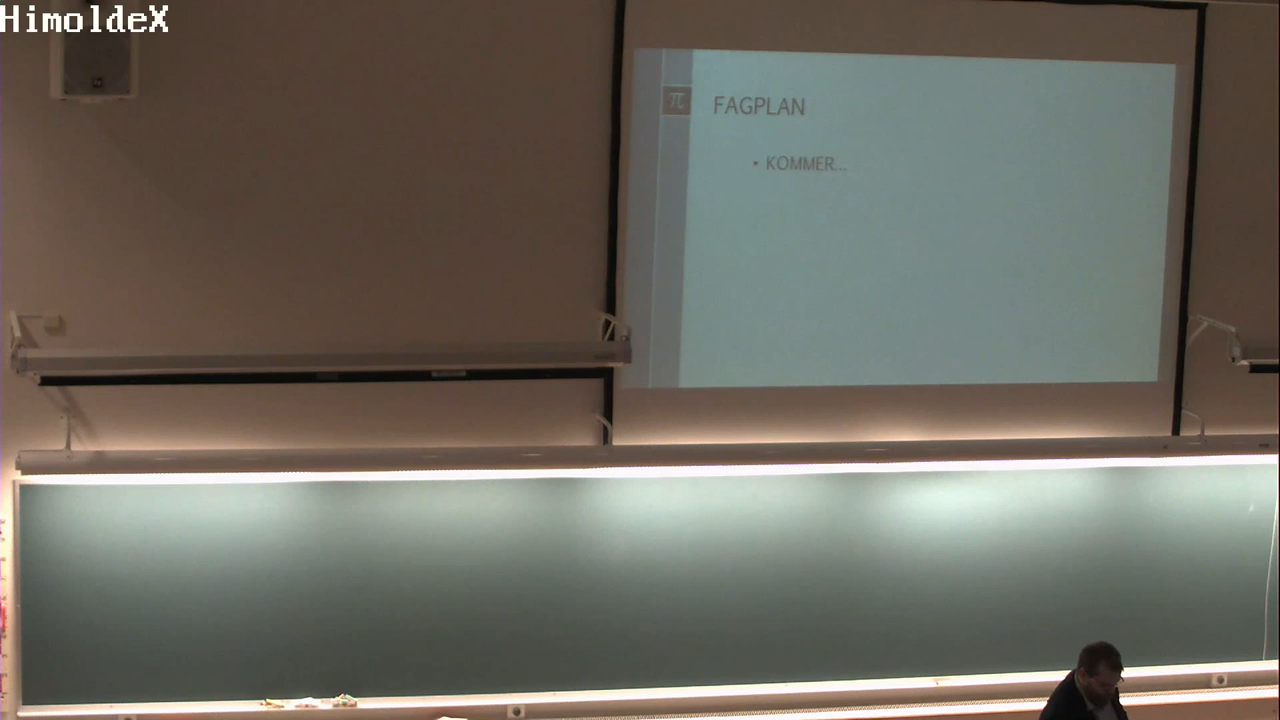 HimoldeX
π
FAGPLAN
• KOMMER...